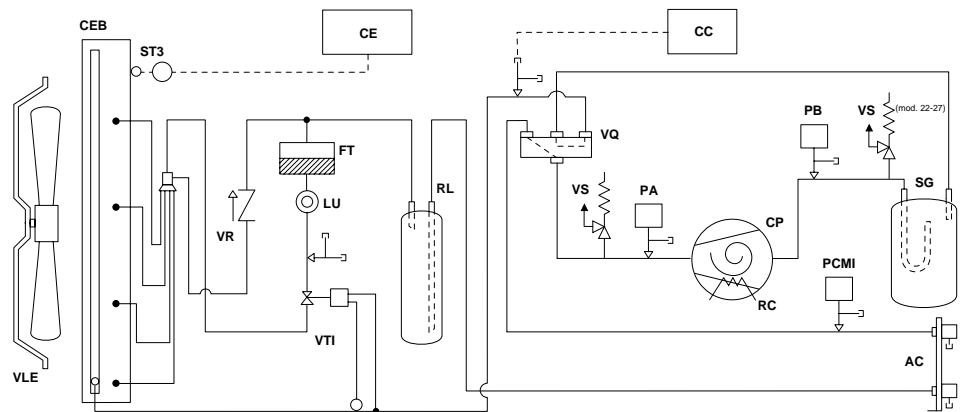 CEB
ST3
CE
CC
VS
(mod. 22-27)
PB
VQ
FT
RL
VS
PA
SG
LU
VR
CP
PCMI
RC
VTI
AC
VLE